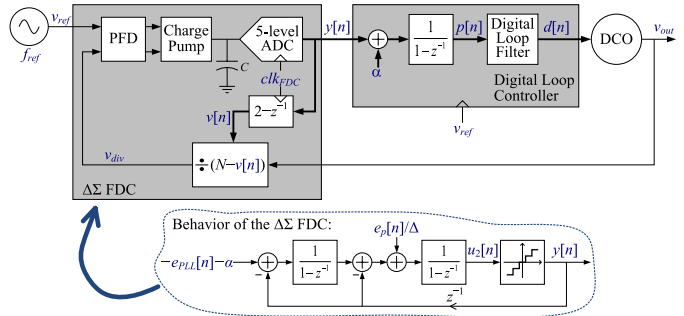 v_ref
f_ref
PFD
Charge Pump
C
5-level ADC
clk_FDC
y[n]
v[n]
2−z^−1
v_div
÷(N−v[n])
ΔΣ FDC
α
1
1−z^−1
p[n]
Digital Loop Filter
d[n]
Digital Loop Controller
v_ref
DCO
v_out
Behavior of the ΔΣ FDC:
e_p[n]/Δ
−e_PLL[n]−α
−
1
1−z^−1
−
1
1−z^−1
u_2[n]
y[n]
z^−1